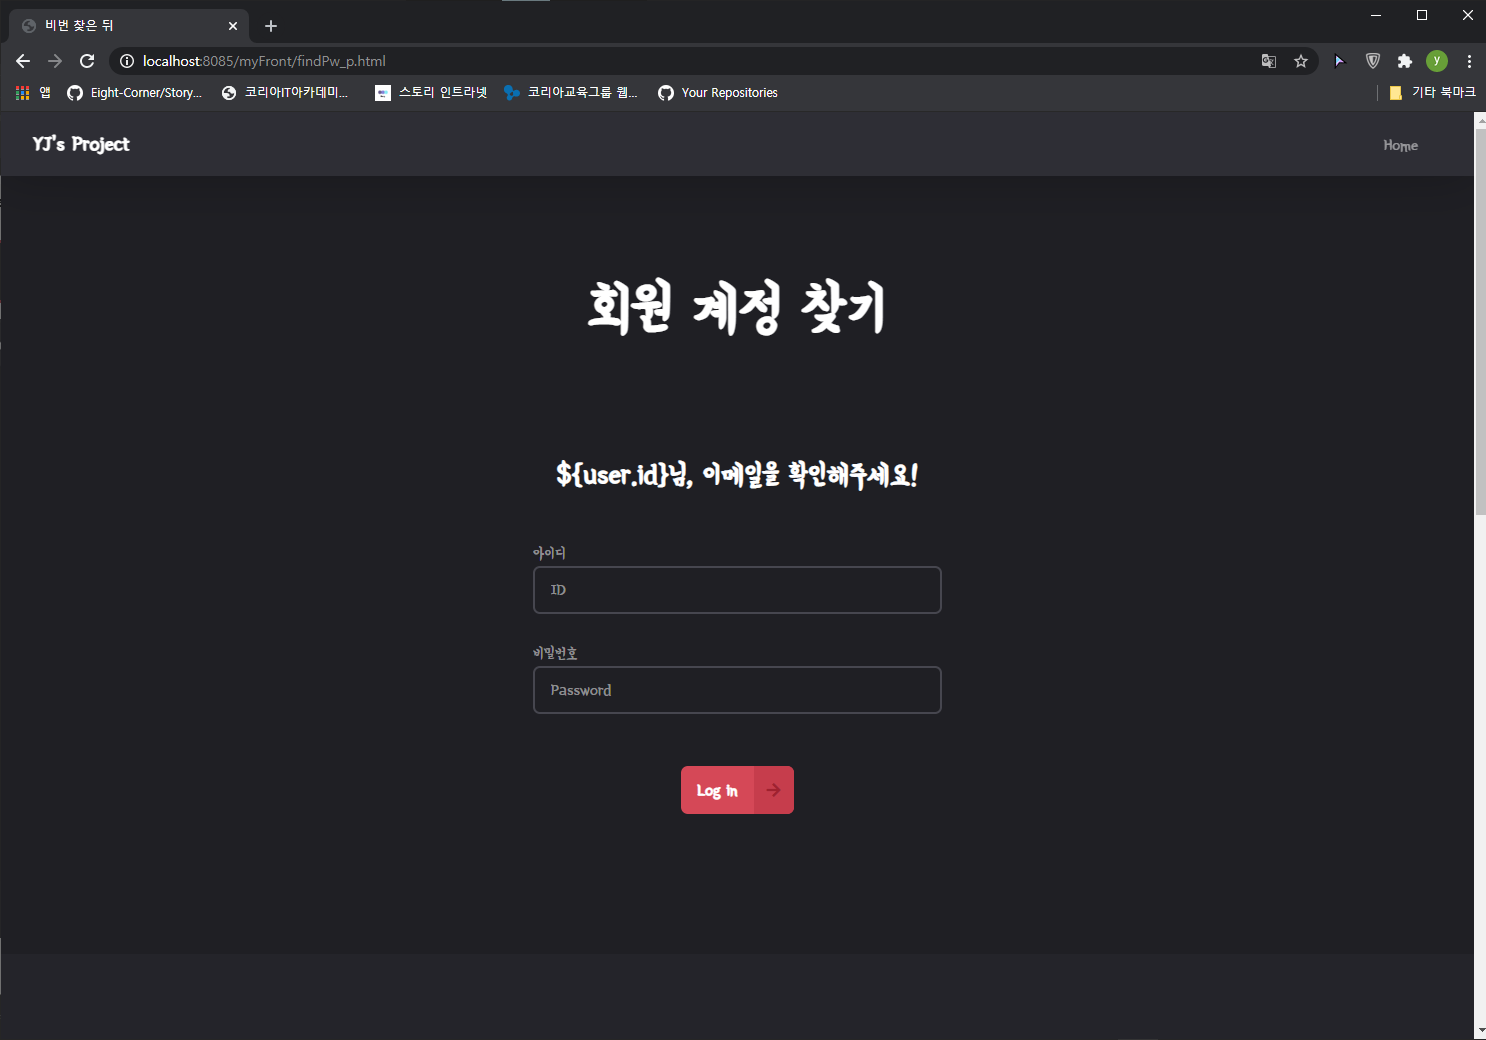 비번 찾은 뒤
localhost:8085/myFront/findPw_p.html
y
앱
Eight-Corner/Story...
코리아IT아카데미...
스토리 인트라넷
코리아교육그룹 웹...
Your Repositories
기타 북마크
YJ's Project
Home
회원 계정 찾기
${user.id}님, 이메일을 확인해주세요!
아이디
ID
비밀번호
Password
Log in